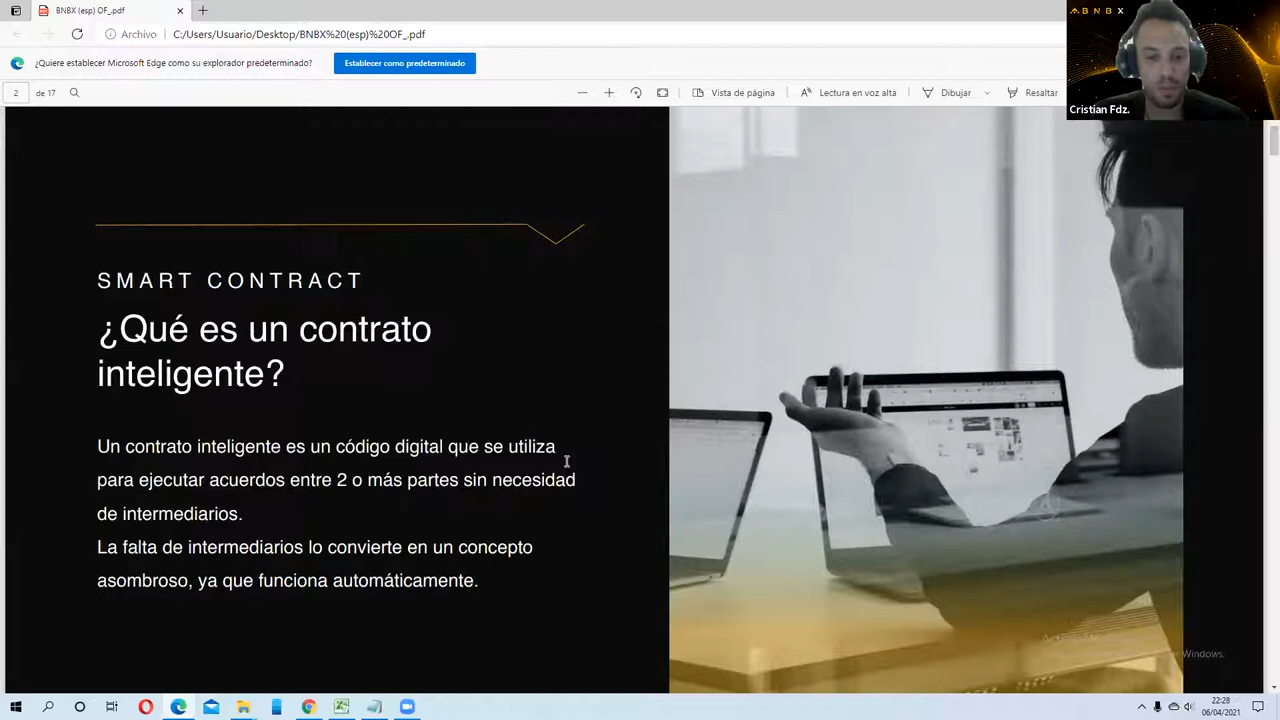 BNBX (esp) OF_.pdf
Archivo
C:/Users/Usuario/Desktop/BNBX%20(esp)%20OF_.pdf
¿Quiere establecer Microsoft Edge como su explorador predeterminado?
Establecer como predeterminado
2 de 17
Vista de página
Lectura en voz alta
Dibujar
Resaltar
BNBX
Cristian Fdz.
SMART CONTRACT
¿Qué es un contrato
inteligente?
Un contrato inteligente es un código digital que se utiliza
para ejecutar acuerdos entre 2 o más partes sin necesidad
de intermediarios.
La falta de intermediarios lo convierte en un concepto
asombroso, ya que funciona automáticamente.
Windows.
22:28
06/04/2021